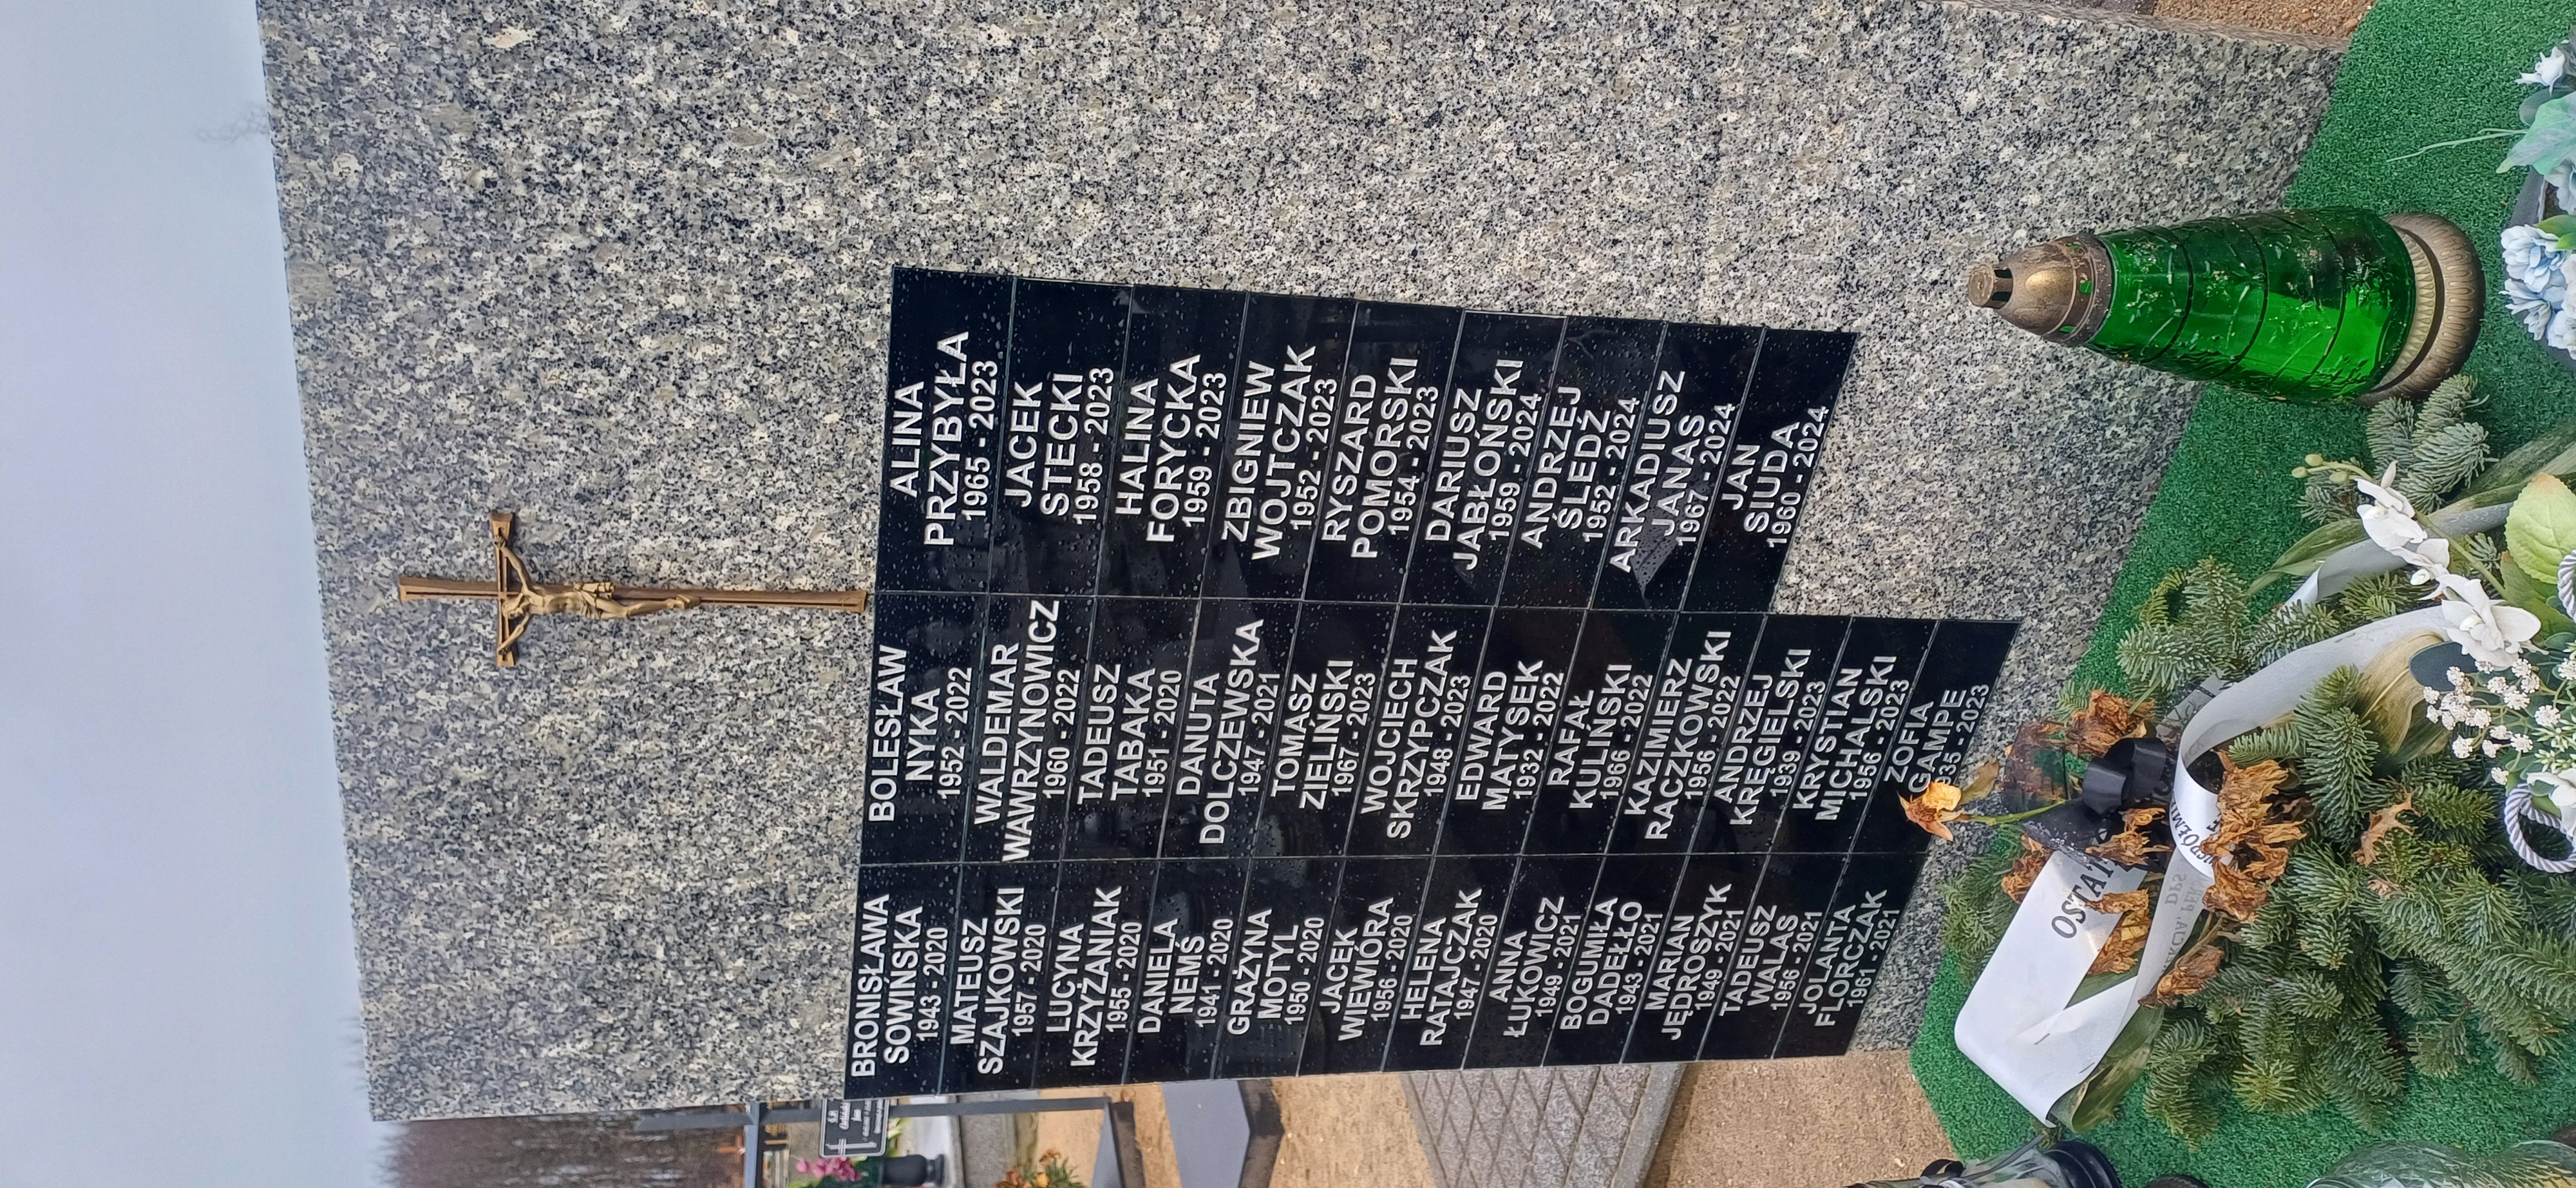 BRONISŁAWA
SOWIŃSKA
1943 - 2020
MATEUSZ
SZAJKOWSKI
1957 - 2020
LUCYNA
KRZYŻANIAK
1955 - 2020
DANIELA
NEMŚ
1941 - 2020
GRAŻYNA
MOTYL
1950 - 2020
JACEK
WIEWIÓRA
1956 - 2020
HELENA
RATAJCZAK
1947 - 2020
ANNA
ŁUKOWICZ
1949 - 2021
BOGUMIŁA
DADEŁŁO
1943 - 2021
MARIAN
JĘDROSZYK
1949 - 2021
TADEUSZ
WALAS
1956 - 2021
JOLANTA
FLORCZAK
1961 - 2021
BOLESŁAW
NYKA
1952 - 2022
WALDEMAR
WAWRZYNOWICZ
1960 - 2022
TADEUSZ
TABAKA
1951 - 2020
DANUTA
DOLCZEWSKA
1947 - 2021
TOMASZ
ZIELIŃSKI
1967 - 2023
WOJCIECH
SKRZYPCZAK
1948 - 2023
EDWARD
MATYSEK
1932 - 2022
RAFAŁ
KULIŃSKI
1966 - 2022
KAZIMIERZ
RACZKOWSKI
1956 - 2022
ANDRZEJ
KRĘGIELSKI
1939 - 2023
KRYSTIAN
MICHALSKI
1956 - 2023
ZOFIA
GAMPE
935 - 2023
ALINA
PRZYBYŁA
1965 - 2023
JACEK
STECKI
1958 - 2023
HALINA
FORYCKA
1959 - 2023
ZBIGNIEW
WOJTCZAK
1952 - 2023
RYSZARD
POMORSKI
1954 - 2023
DARIUSZ
JABŁOŃSKI
1959 - 2024
ANDRZEJ
ŚLEDŹ
1952 - 2024
ARKADIUSZ
JANAS
1967 - 2024
JAN
SIUDA
1960 - 2024
OSTAT